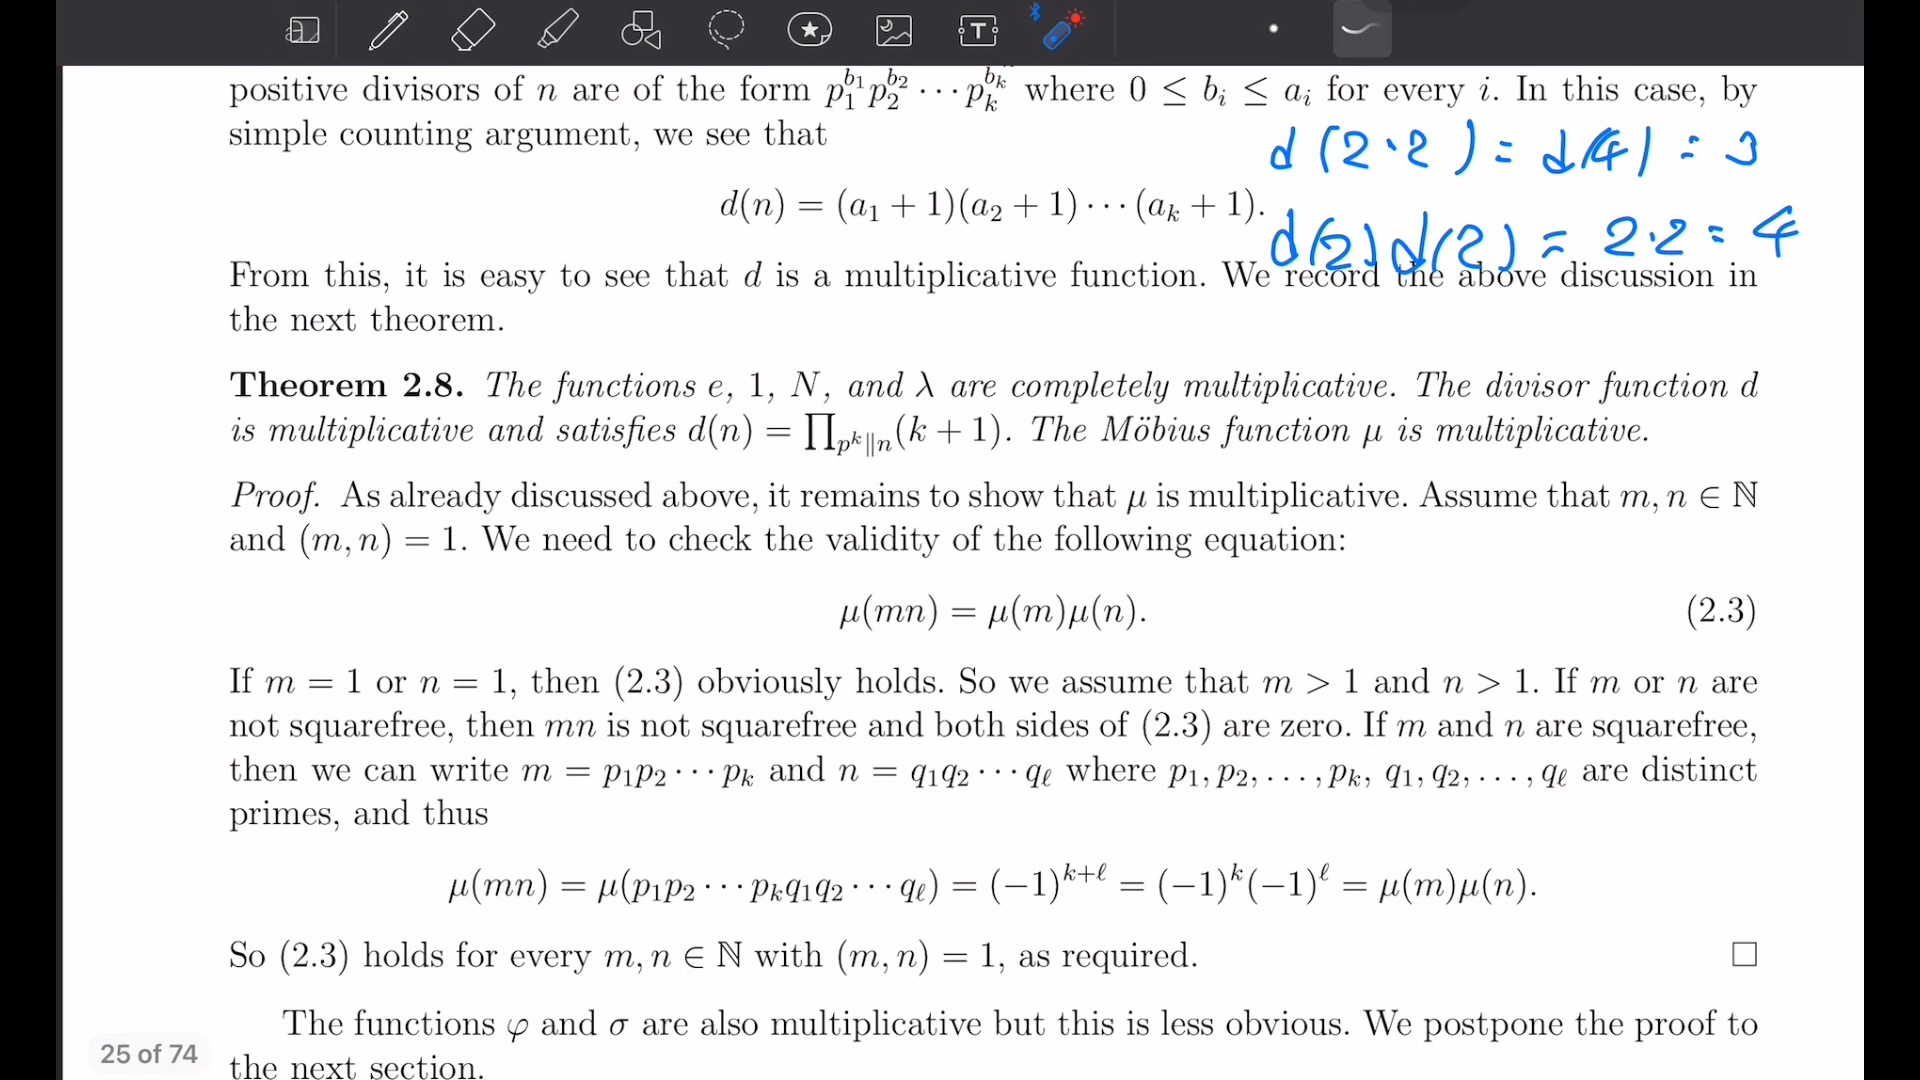 positive divisors of n are of the form p_1^{b_1} p_2^{b_2} ⋯ p_k^{b_k} where 0 ≤ b_i ≤ a_i for every i. In this case, by
simple counting argument, we see that
d(2·2) = d(4) = 3
d(n) = (a_1 + 1)(a_2 + 1) ⋯ (a_k + 1).
d(2) d(2) = 2·2 = 4
From this, it is easy to see that d is a multiplicative function. We record the above discussion in
the next theorem.
Theorem 2.8. The functions e, 1, N, and λ are completely multiplicative. The divisor function d
is multiplicative and satisfies d(n) = ∏_{p^k∥n}(k + 1). The Möbius function μ is multiplicative.
Proof. As already discussed above, it remains to show that μ is multiplicative. Assume that m, n ∈ ℕ
and (m, n) = 1. We need to check the validity of the following equation:
μ(mn) = μ(m)μ(n). (2.3)
If m = 1 or n = 1, then (2.3) obviously holds. So we assume that m > 1 and n > 1. If m or n are
not squarefree, then mn is not squarefree and both sides of (2.3) are zero. If m and n are squarefree,
then we can write m = p_1p_2 ⋯ p_k and n = q_1q_2 ⋯ q_ℓ where p_1, p_2, . . . , p_k, q_1, q_2, . . . , q_ℓ are distinct
primes, and thus
μ(mn) = μ(p_1p_2 ⋯ p_kq_1q_2 ⋯ q_ℓ) = (−1)^{k+ℓ} = (−1)^k(−1)^ℓ = μ(m)μ(n).
So (2.3) holds for every m, n ∈ ℕ with (m, n) = 1, as required. □
The functions φ and σ are also multiplicative but this is less obvious. We postpone the proof to
the next section.
25 of 74